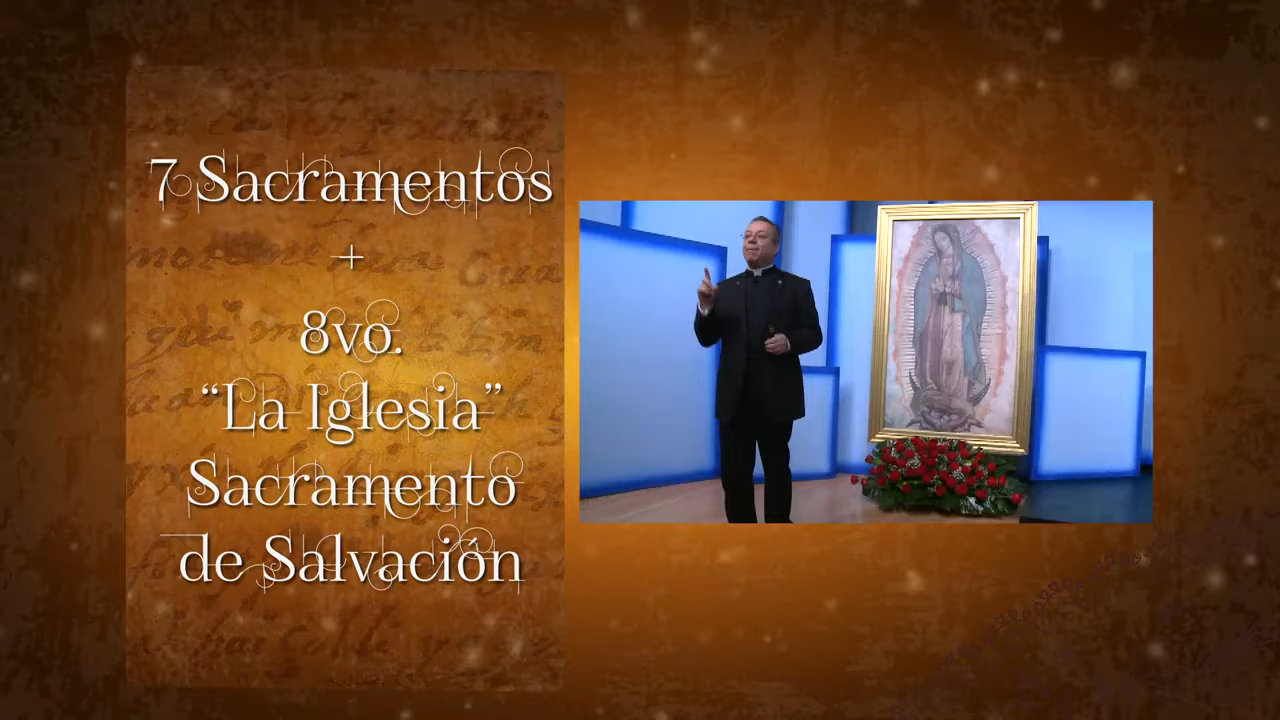 7 Sacramentos
+
8vo.
“La Iglesia”
Sacramento
de Salvación